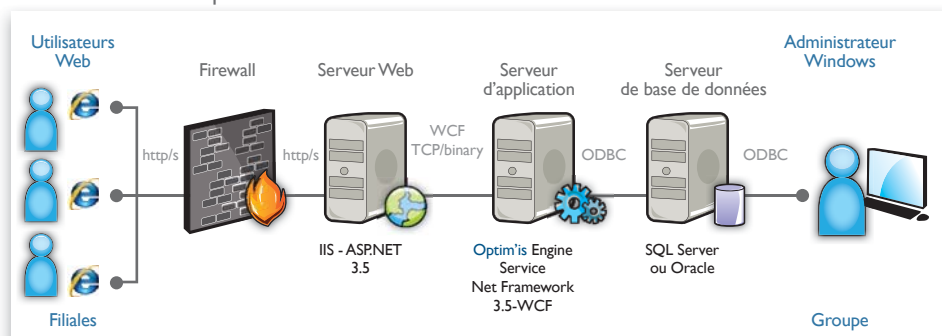 Utilisateurs
Web
Firewall
Serveur Web
Serveur
d'application
Serveur
de base de données
Administrateur
Windows
http/s
http/s
WCF
TCP/binary
ODBC
ODBC
IIS - ASP.NET
3.5
Optim'is Engine
Service
Net Framework
3.5-WCF
SQL Server
ou Oracle
Filiales
Groupe